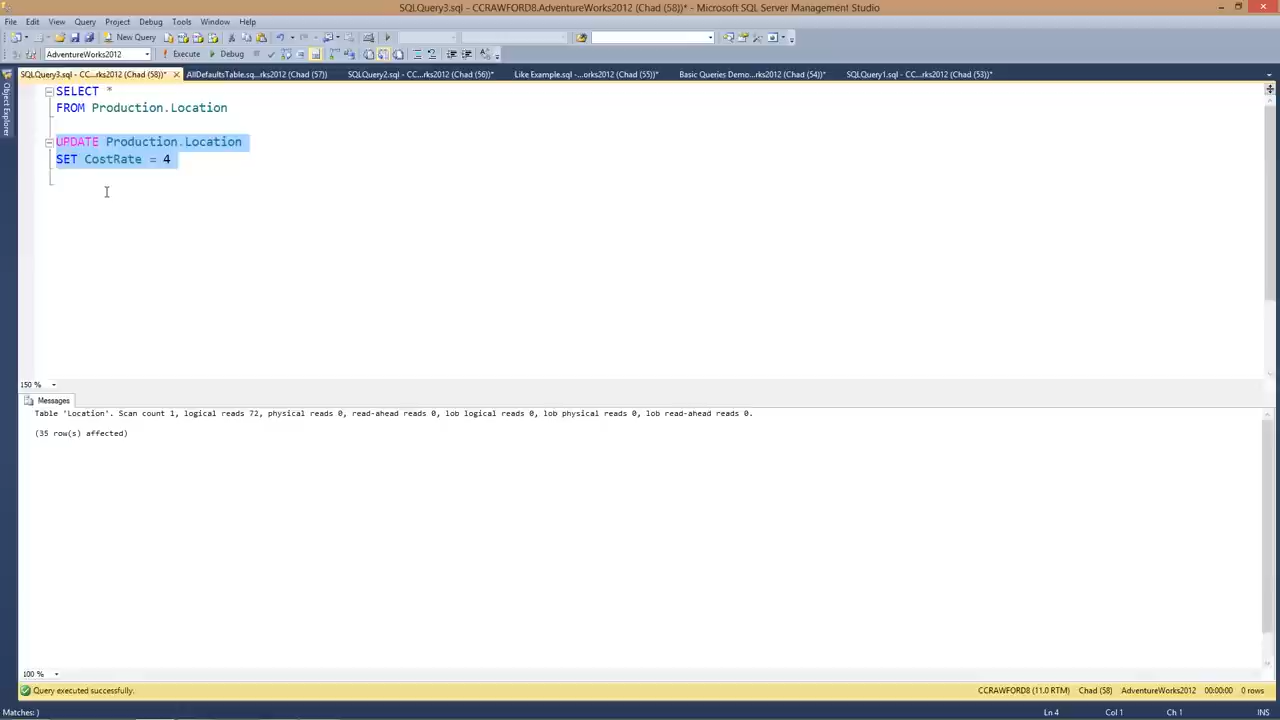 SQLQuery3.sql - CCRAWFORD8.AdventureWorks2012 (Chad (58))* - Microsoft SQL Server Management Studio
File Edit View Query Project Debug Tools Window Help
New Query
AdventureWorks2012 Execute Debug
SQLQuery3.sql - CC...rks2012 (Chad (58))* AllDefaultsTable.sq...rks2012 (Chad (57)) SQLQuery2.sql - CC...rks2012 (Chad (56))* Like Example.sql -...orks2012 (Chad (55))* Basic Queries Demo...rks2012 (Chad (54))* SQLQuery1.sql - CC...rks2012 (Chad (53))*
Object Explorer
SELECT *
FROM Production.Location
UPDATE Production.Location
SET CostRate = 4
150 %
Messages
Table 'Location'. Scan count 1, logical reads 72, physical reads 0, read-ahead reads 0, lob logical reads 0, lob physical reads 0, lob read-ahead reads 0.
(35 row(s) affected)
100 %
Query executed successfully. CCRAWFORD8 (11.0 RTM) Chad (58) AdventureWorks2012 00:00:00 0 rows
Matches: ) Ln 4 Col 1 Ch 1 INS